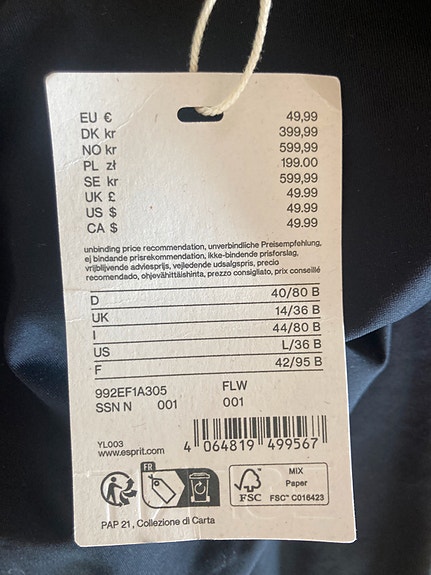 EU € 49,99
DK kr 399,99
NO kr 599,99
PL zł 199.00
SE kr 599,99
UK £ 49.99
US $ 49.99
CA $ 49.99
unbinding price recommendation, unverbindliche Preisempfehlung,
ej bindande prisrekommendation, ikke-bindende prisforslag,
vrijblijvende adviesprijs, vejledende udsalgspris, precio
recomendado, ohjevähittäishinta, prezzo consigliato, prix conseillé
D 40/80 B
UK 14/36 B
I 44/80 B
US L/36 B
F 42/95 B
992EF1A305 FLW
SSN N 001 001
YL003
www.esprit.com
4 064819 499567
FR
FSC
MIX
Paper
FSC™ C016423
PAP 21, Collezione di Carta